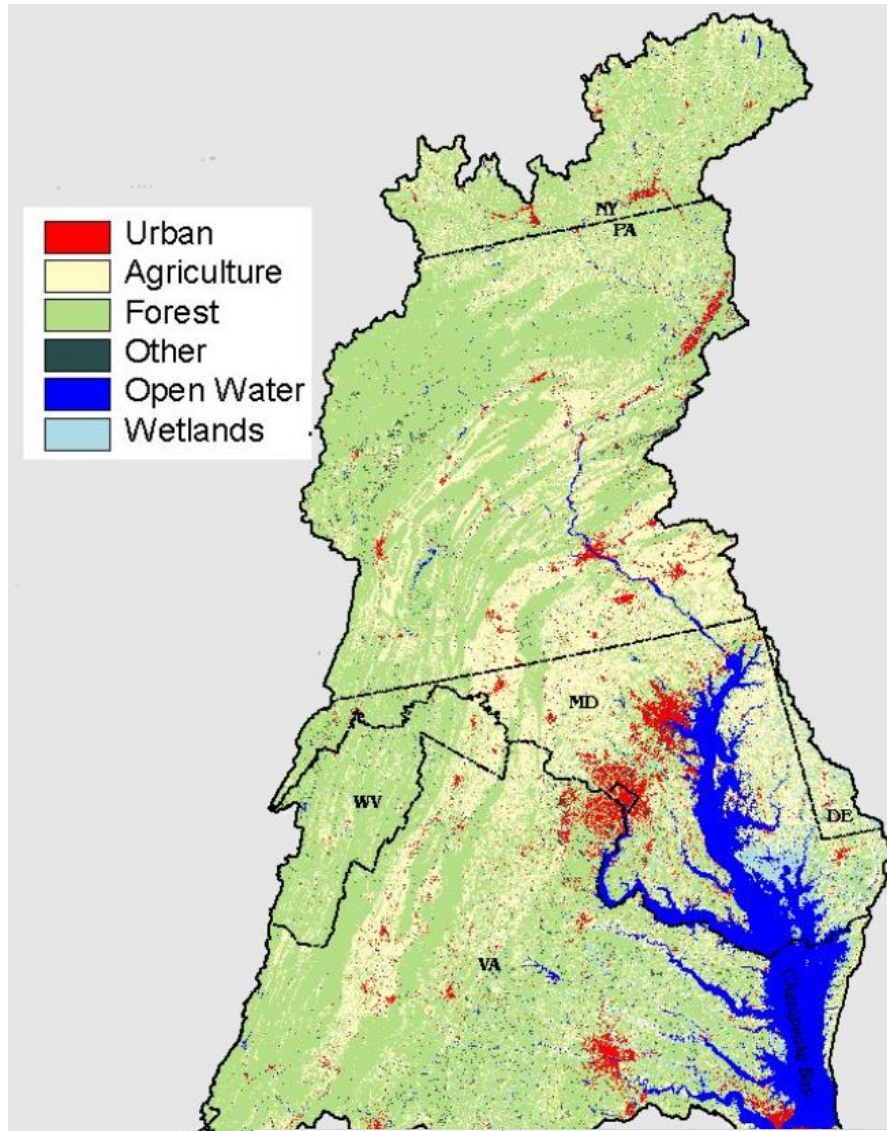 NY
PA
Urban
Agriculture
Forest
Other
Open Water
Wetlands
MD
WV
DE
VA
Chesapeake Bay